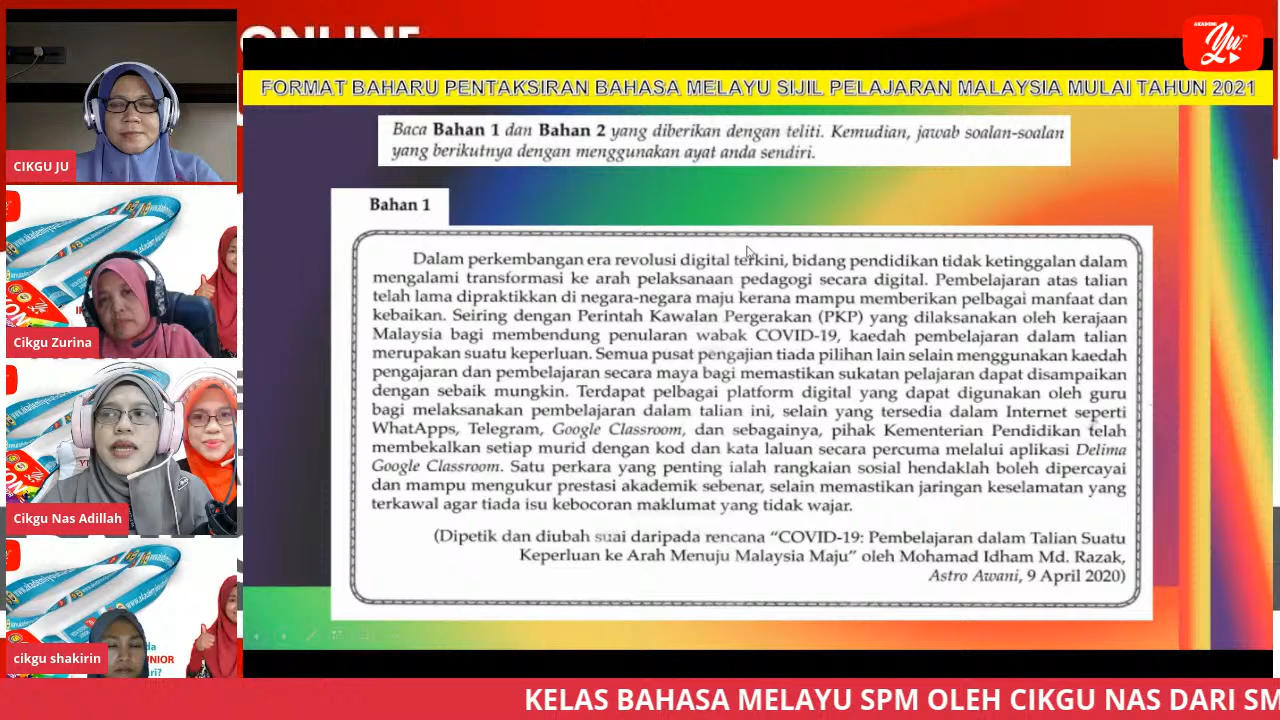 ONLINE
AKADEMI
Yu.
FORMAT BAHARU PENTAKSIRAN BAHASA MELAYU SIJIL PELAJARAN MALAYSIA MULAI TAHUN 2021
Baca Bahan 1 dan Bahan 2 yang diberikan dengan teliti. Kemudian, jawab soalan-soalan
yang berikutnya dengan menggunakan ayat anda sendiri.
Bahan 1
Dalam perkembangan era revolusi digital terkini, bidang pendidikan tidak ketinggalan dalam
mengalami transformasi ke arah pelaksanaan pedagogi secara digital. Pembelajaran atas talian
telah lama dipraktikkan di negara-negara maju kerana mampu memberikan pelbagai manfaat dan
kebaikan. Seiring dengan Perintah Kawalan Pergerakan (PKP) yang dilaksanakan oleh kerajaan
Malaysia bagi membendung penularan wabak COVID-19, kaedah pembelajaran dalam talian
merupakan suatu keperluan. Semua pusat pengajian tiada pilihan lain selain menggunakan kaedah
pengajaran dan pembelajaran secara maya bagi memastikan sukatan pelajaran dapat disampaikan
dengan sebaik mungkin. Terdapat pelbagai platform digital yang dapat digunakan oleh guru
bagi melaksanakan pembelajaran dalam talian ini, selain yang tersedia dalam Internet seperti
WhatApps, Telegram, Google Classroom, dan sebagainya, pihak Kementerian Pendidikan telah
membekalkan setiap murid dengan kod dan kata laluan secara percuma melalui aplikasi Delima
Google Classroom. Satu perkara yang penting ialah rangkaian sosial hendaklah boleh dipercayai
dan mampu mengukur prestasi akademik sebenar, selain memastikan jaringan keselamatan yang
terkawal agar tiada isu kebocoran maklumat yang tidak wajar.
(Dipetik dan diubah suai daripada rencana “COVID-19: Pembelajaran dalam Talian Suatu
Keperluan ke Arah Menuju Malaysia Maju” oleh Mohamad Idham Md. Razak,
Astro Awani, 9 April 2020)
CIKGU JU
Cikgu Zurina
Cikgu Nas Adillah
cikgu shakirin
KELAS BAHASA MELAYU SPM OLEH CIKGU NAS DARI SM